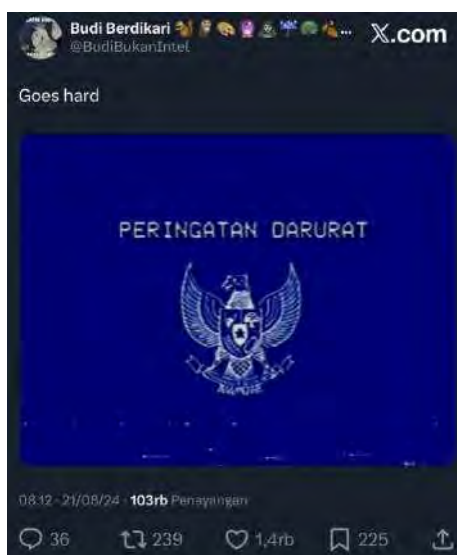 Budi Berdikari
X.com
@BudiBukanIntel
Goes hard
PERINGATAN DARURAT
08.12 · 21/08/24 · 103rb Penayangan
36 239 1,4rb 225